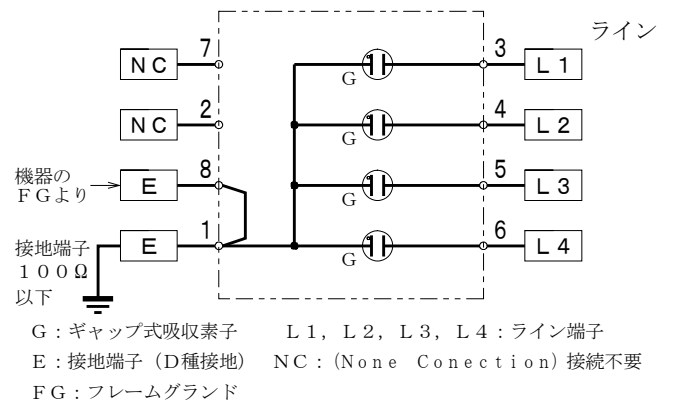 ライン
7 3
NC G L1
2 4
NC G L2
機器の
FGより
8 5
E G L3
接地端子
100Ω
以下
1 6
E G L4
G：ギャップ式吸収素子 L1，L2，L3，L4：ライン端子
E：接地端子（D種接地） NC：(None Conection)接続不要
FG：フレームグランド